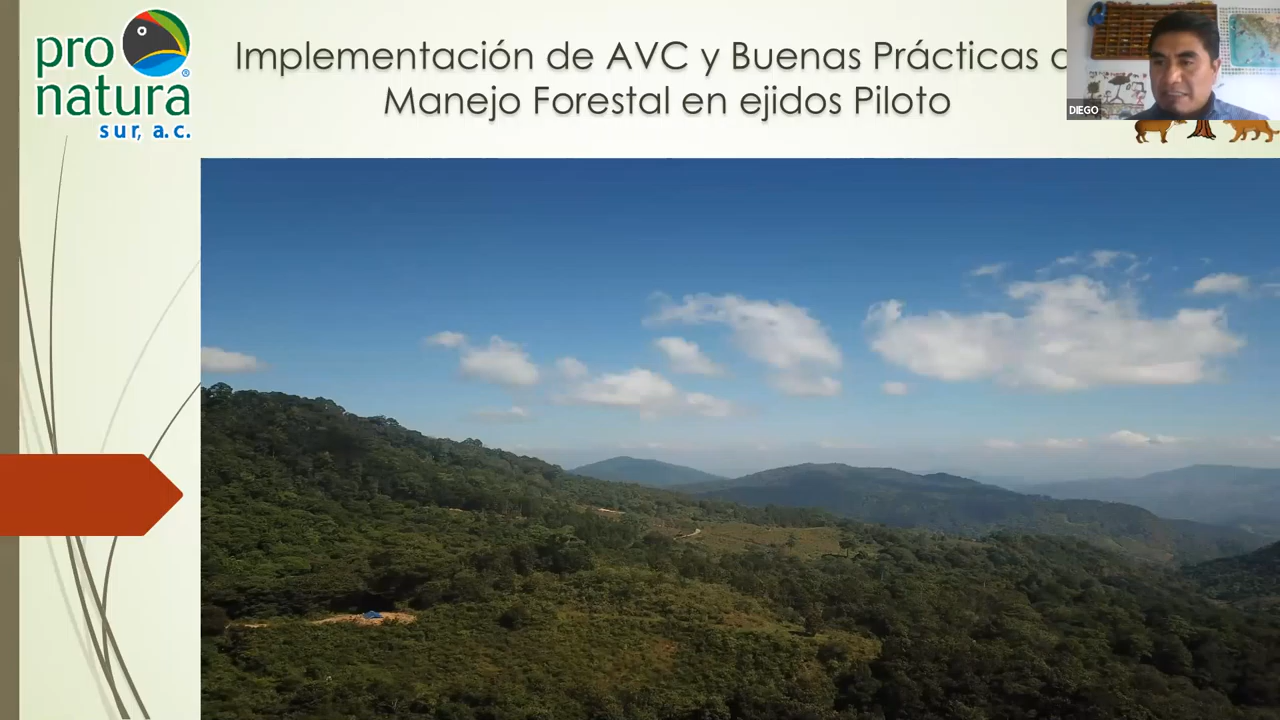 pro
natura
sur, a.c.
Implementación de AVC y Buenas Prácticas
Manejo Forestal en ejidos Piloto
DIEGO